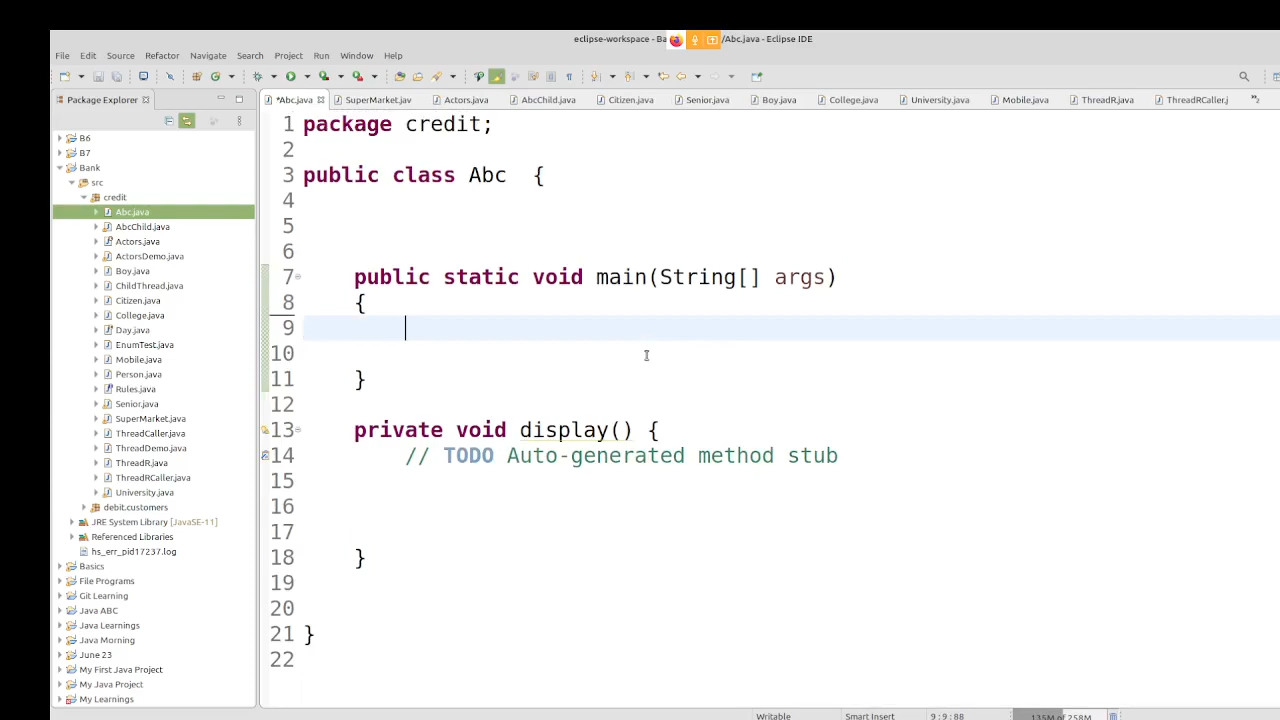 eclipse-workspace - Ba /Abc.java - Eclipse IDE
File Edit Source Refactor Navigate Search Project Run Window Help
Package Explorer
*Abc.java SuperMarket.jav Actors.java AbcChild.java Citizen.java Senior.java Boy.java College.java University.java Mobile.java ThreadR.java ThreadRCaller.j
B6
B7
Bank
src
credit
Abc.java
AbcChild.java
Actors.java
ActorsDemo.java
Boy.java
ChildThread.java
Citizen.java
College.java
Day.java
EnumTest.java
Mobile.java
Person.java
Rules.java
Senior.java
SuperMarket.java
ThreadCaller.java
ThreadDemo.java
ThreadR.java
ThreadRCaller.java
University.java
debit.customers
JRE System Library [JavaSE-11]
Referenced Libraries
hs_err_pid17237.log
Basics
File Programs
Git Learning
Java ABC
Java Learnings
Java Morning
June 23
My First Java Project
My Java Project
My Learnings
1 package credit;
2
3 public class Abc  {
4
5
6
7 public static void main(String[] args)
8 {
9
10
11 }
12
13 private void display() {
14 // TODO Auto-generated method stub
15
16
17
18 }
19
20
21 }
22
Writable Smart Insert 9 : 9 : 88 135M of 258M